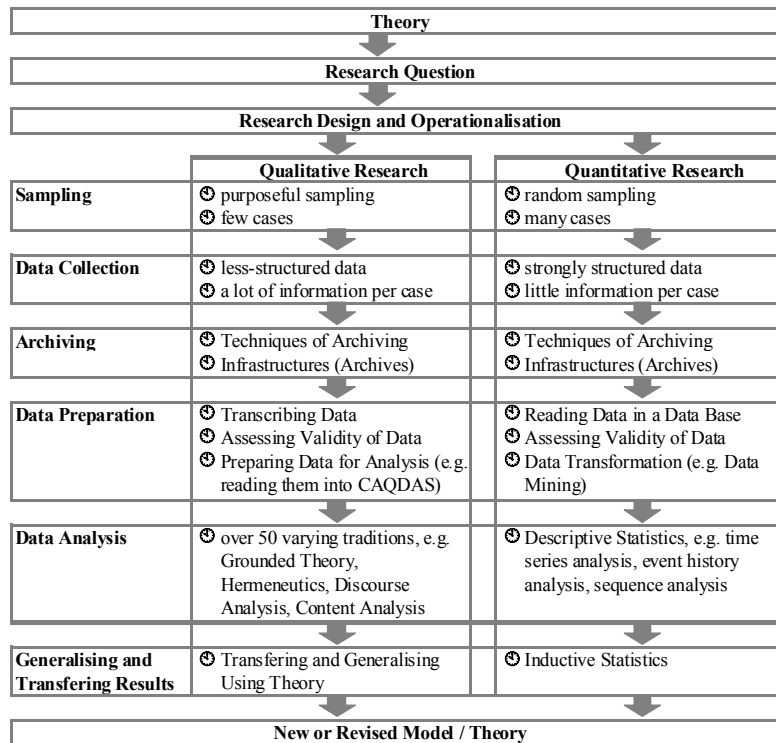 Theory
Research Question
Research Design and Operationalisation
Qualitative Research
Quantitative Research
Sampling
purposeful sampling
few cases
random sampling
many cases
Data Collection
less-structured data
a lot of information per case
strongly structured data
little information per case
Archiving
Techniques of Archiving
Infrastructures (Archives)
Techniques of Archiving
Infrastructures (Archives)
Data Preparation
Transcribing Data
Assessing Validity of Data
Preparing Data for Analysis (e.g.
reading them into CAQDAS)
Reading Data in a Data Base
Assessing Validity of Data
Data Transformation (e.g. Data
Mining)
Data Analysis
over 50 varying traditions, e.g.
Grounded Theory,
Hermeneutics, Discourse
Analysis, Content Analysis
Descriptive Statistics, e.g. time
series analysis, event history
analysis, sequence analysis
Generalising and
Transfering Results
Transfering and Generalising
Using Theory
Inductive Statistics
New or Revised Model / Theory